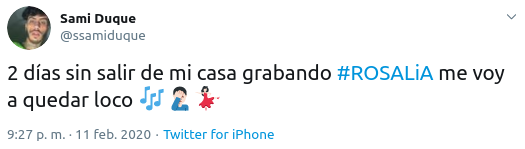 Sami Duque
@ssamiduque
2 días sin salir de mi casa grabando #ROSALiA me voy
a quedar loco 🎶🤦🏻‍♂️💃🏻
9:27 p. m. · 11 feb. 2020 · Twitter for iPhone